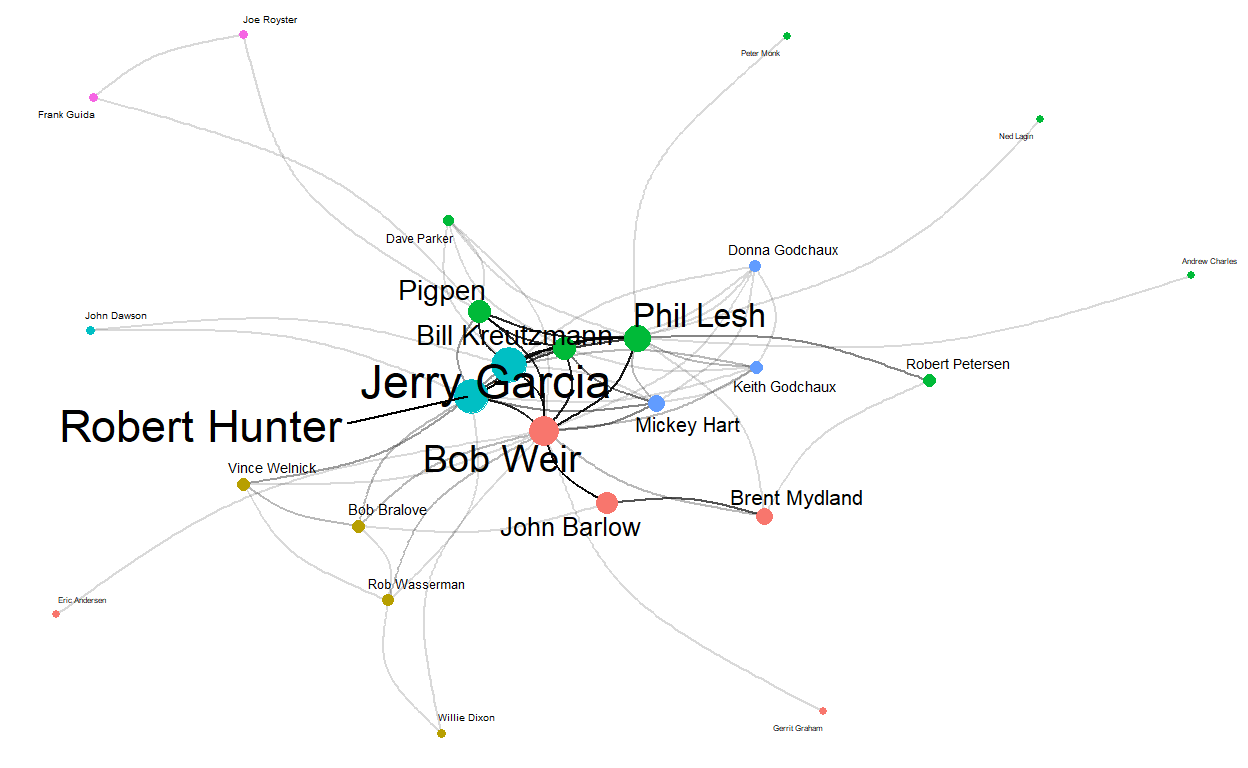 Joe Royster
Peter Monk
Frank Guida
Ned Lagin
Dave Parker
Donna Godchaux
Andrew Charles
Pigpen
John Dawson
Phil Lesh
Bill Kreutzmann
Robert Petersen
Jerry Garcia
Keith Godchaux
Robert Hunter
Mickey Hart
Bob Weir
Vince Welnick
Brent Mydland
Bob Bralove
John Barlow
Rob Wasserman
Eric Andersen
Willie Dixon
Gerrit Graham